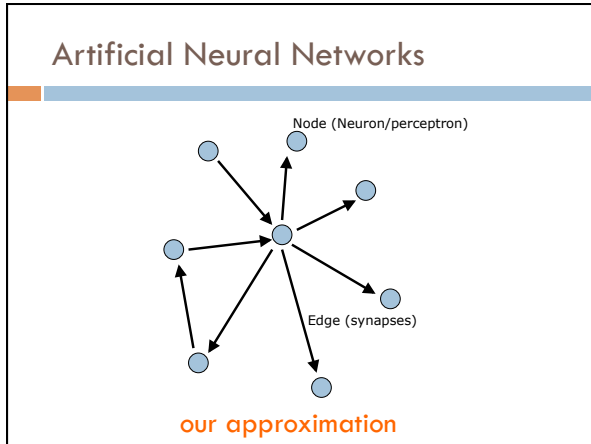 Artificial Neural Networks
Node (Neuron/perceptron)
Edge (synapses)
our approximation